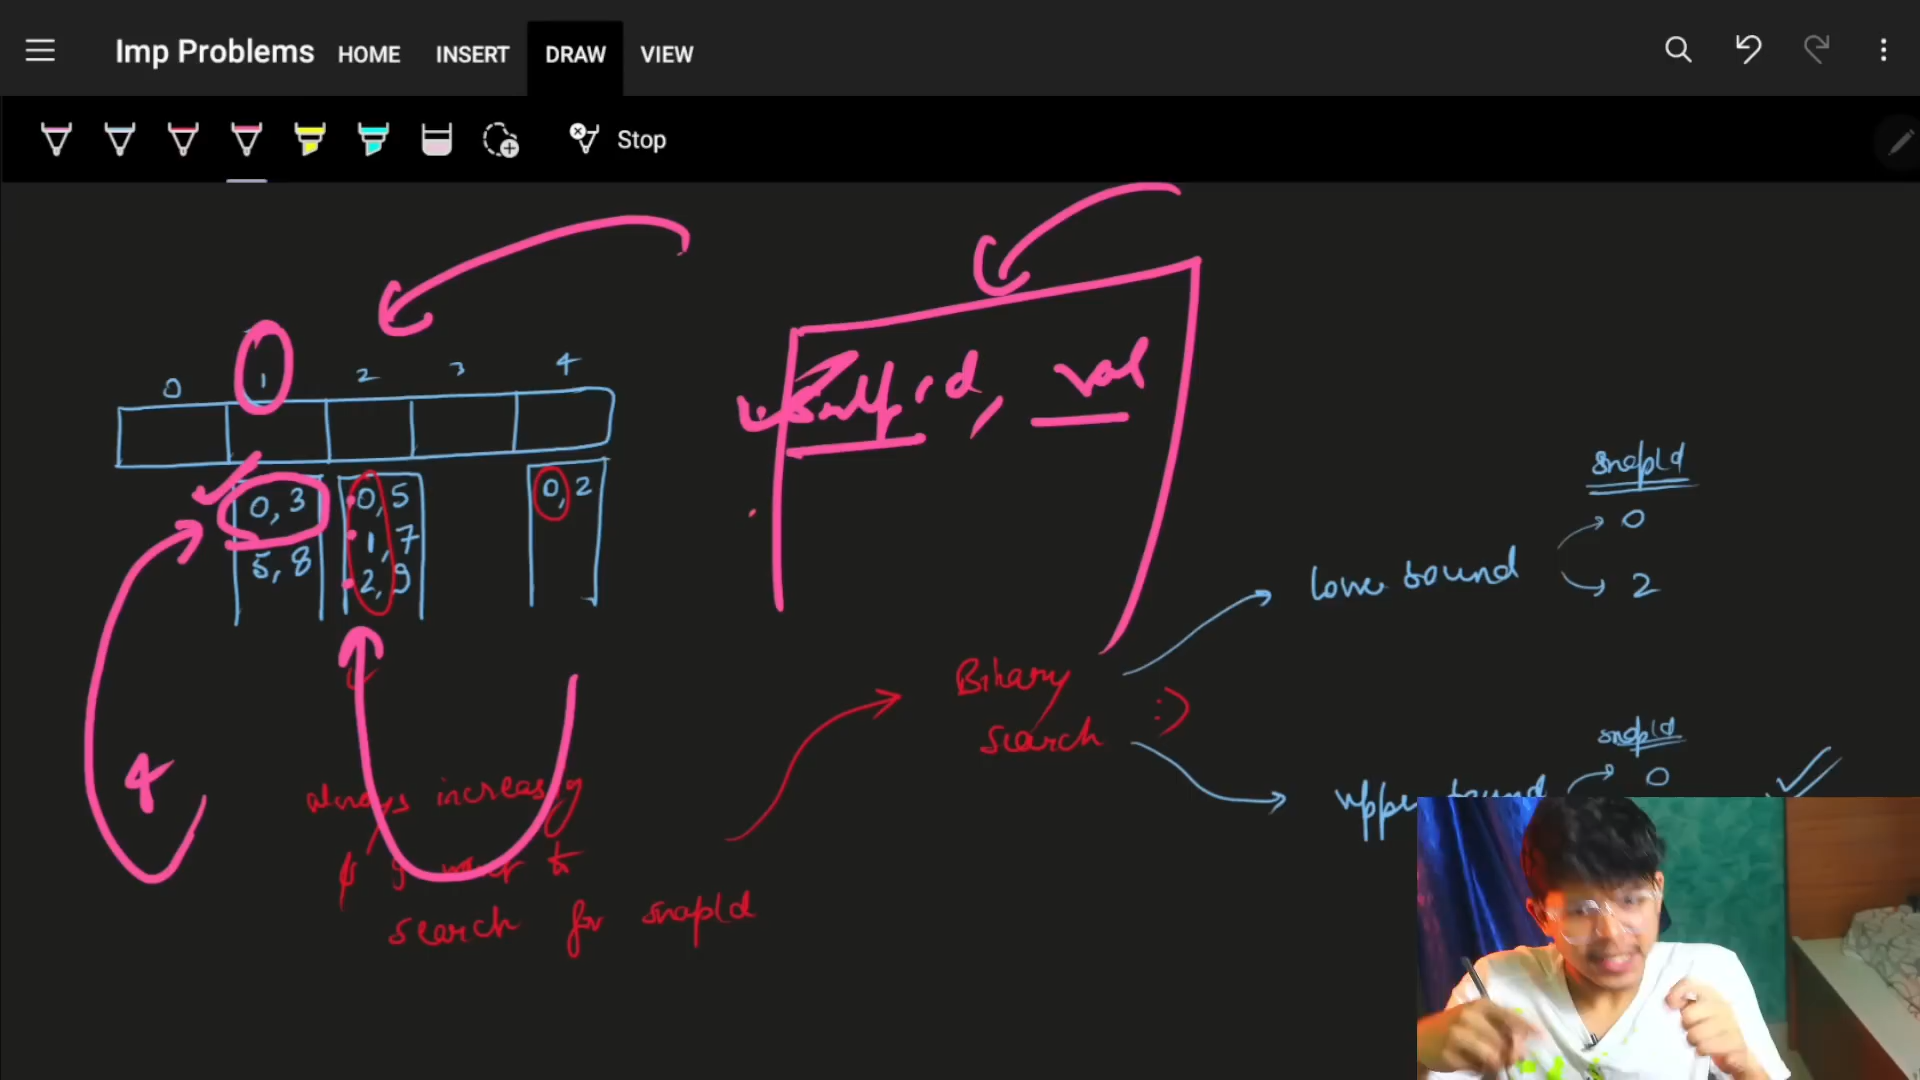 Imp Problems HOME INSERT DRAW VIEW
Stop
0 1 2 3 4
0, 3
5, 8
0, 5
1, 7
2, 9
0, 2
id, val
Binary
search :)
lower bound
snapId
0
2
snapId
0
4
always increasing
search for snapId